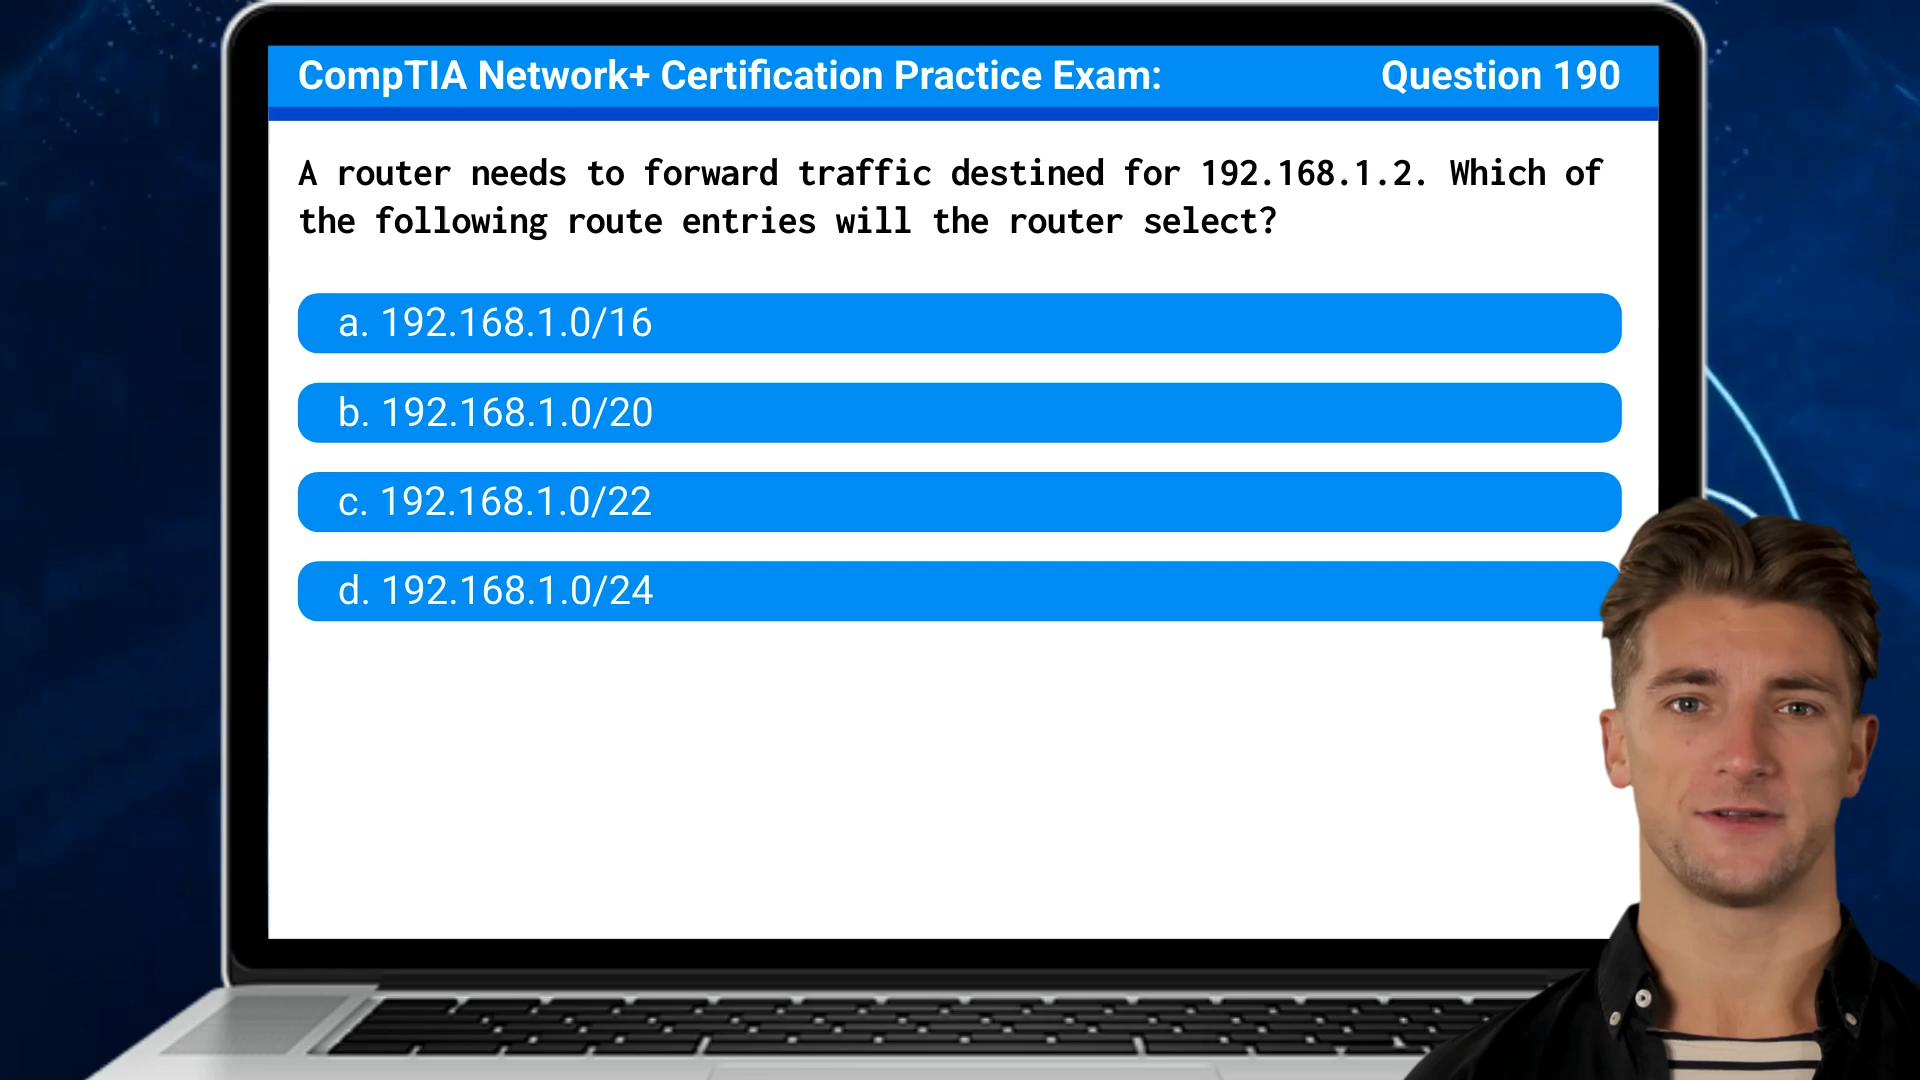 CompTIA Network+ Certification Practice Exam: Question 190
A router needs to forward traffic destined for 192.168.1.2. Which of
the following route entries will the router select?
a. 192.168.1.0/16
b. 192.168.1.0/20
c. 192.168.1.0/22
d. 192.168.1.0/24